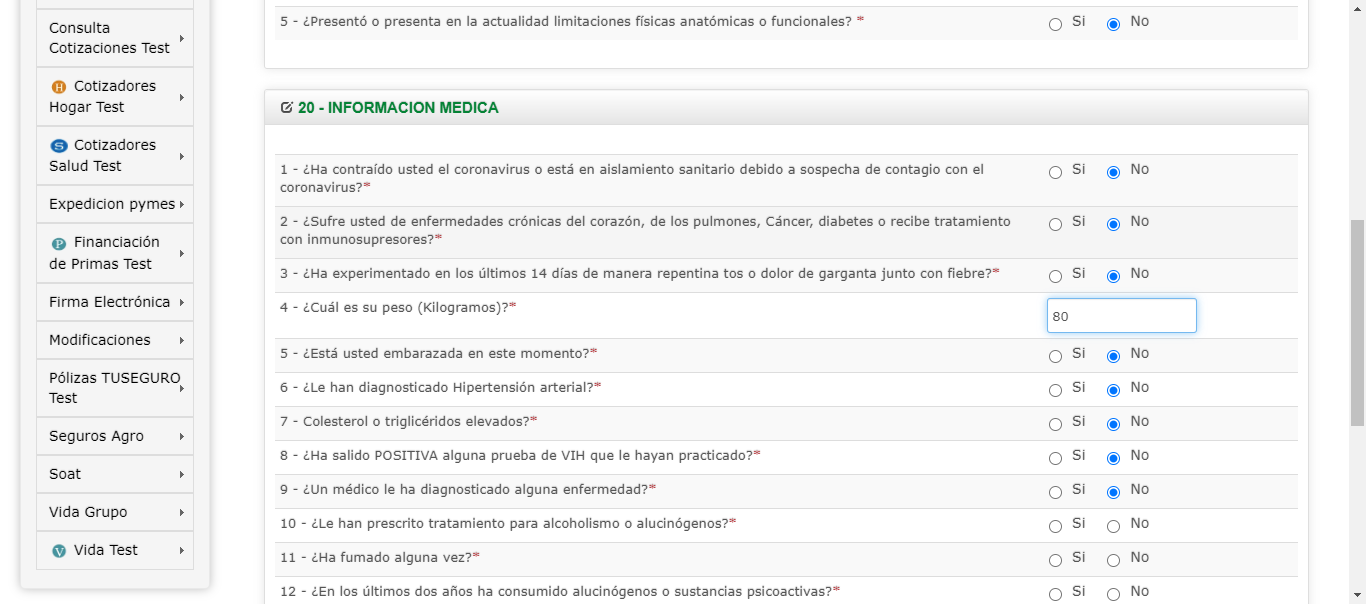 Consulta
Cotizaciones Test
Cotizadores
Hogar Test
Cotizadores
Salud Test
Expedicion pymes
Financiación
de Primas Test
Firma Electrónica
Modificaciones
Pólizas TUSEGURO
Test
Seguros Agro
Soat
Vida Grupo
Vida Test
5 - ¿Presentó o presenta en la actualidad limitaciones físicas anatómicas o funcionales? * Si No
20 - INFORMACION MEDICA
1 - ¿Ha contraído usted el coronavirus o está en aislamiento sanitario debido a sospecha de contagio con el Si No
coronavirus?*
2 - ¿Sufre usted de enfermedades crónicas del corazón, de los pulmones, Cáncer, diabetes o recibe tratamiento Si No
con inmunosupresores?*
3 - ¿Ha experimentado en los últimos 14 días de manera repentina tos o dolor de garganta junto con fiebre?* Si No
4 - ¿Cuál es su peso (Kilogramos)?* 80
5 - ¿Está usted embarazada en este momento?* Si No
6 - ¿Le han diagnosticado Hipertensión arterial?* Si No
7 - Colesterol o triglicéridos elevados?* Si No
8 - ¿Ha salido POSITIVA alguna prueba de VIH que le hayan practicado?* Si No
9 - ¿Un médico le ha diagnosticado alguna enfermedad?* Si No
10 - ¿Le han prescrito tratamiento para alcoholismo o alucinógenos?* Si No
11 - ¿Ha fumado alguna vez?* Si No
12 - ¿En los últimos dos años ha consumido alucinógenos o sustancias psicoactivas?* Si No